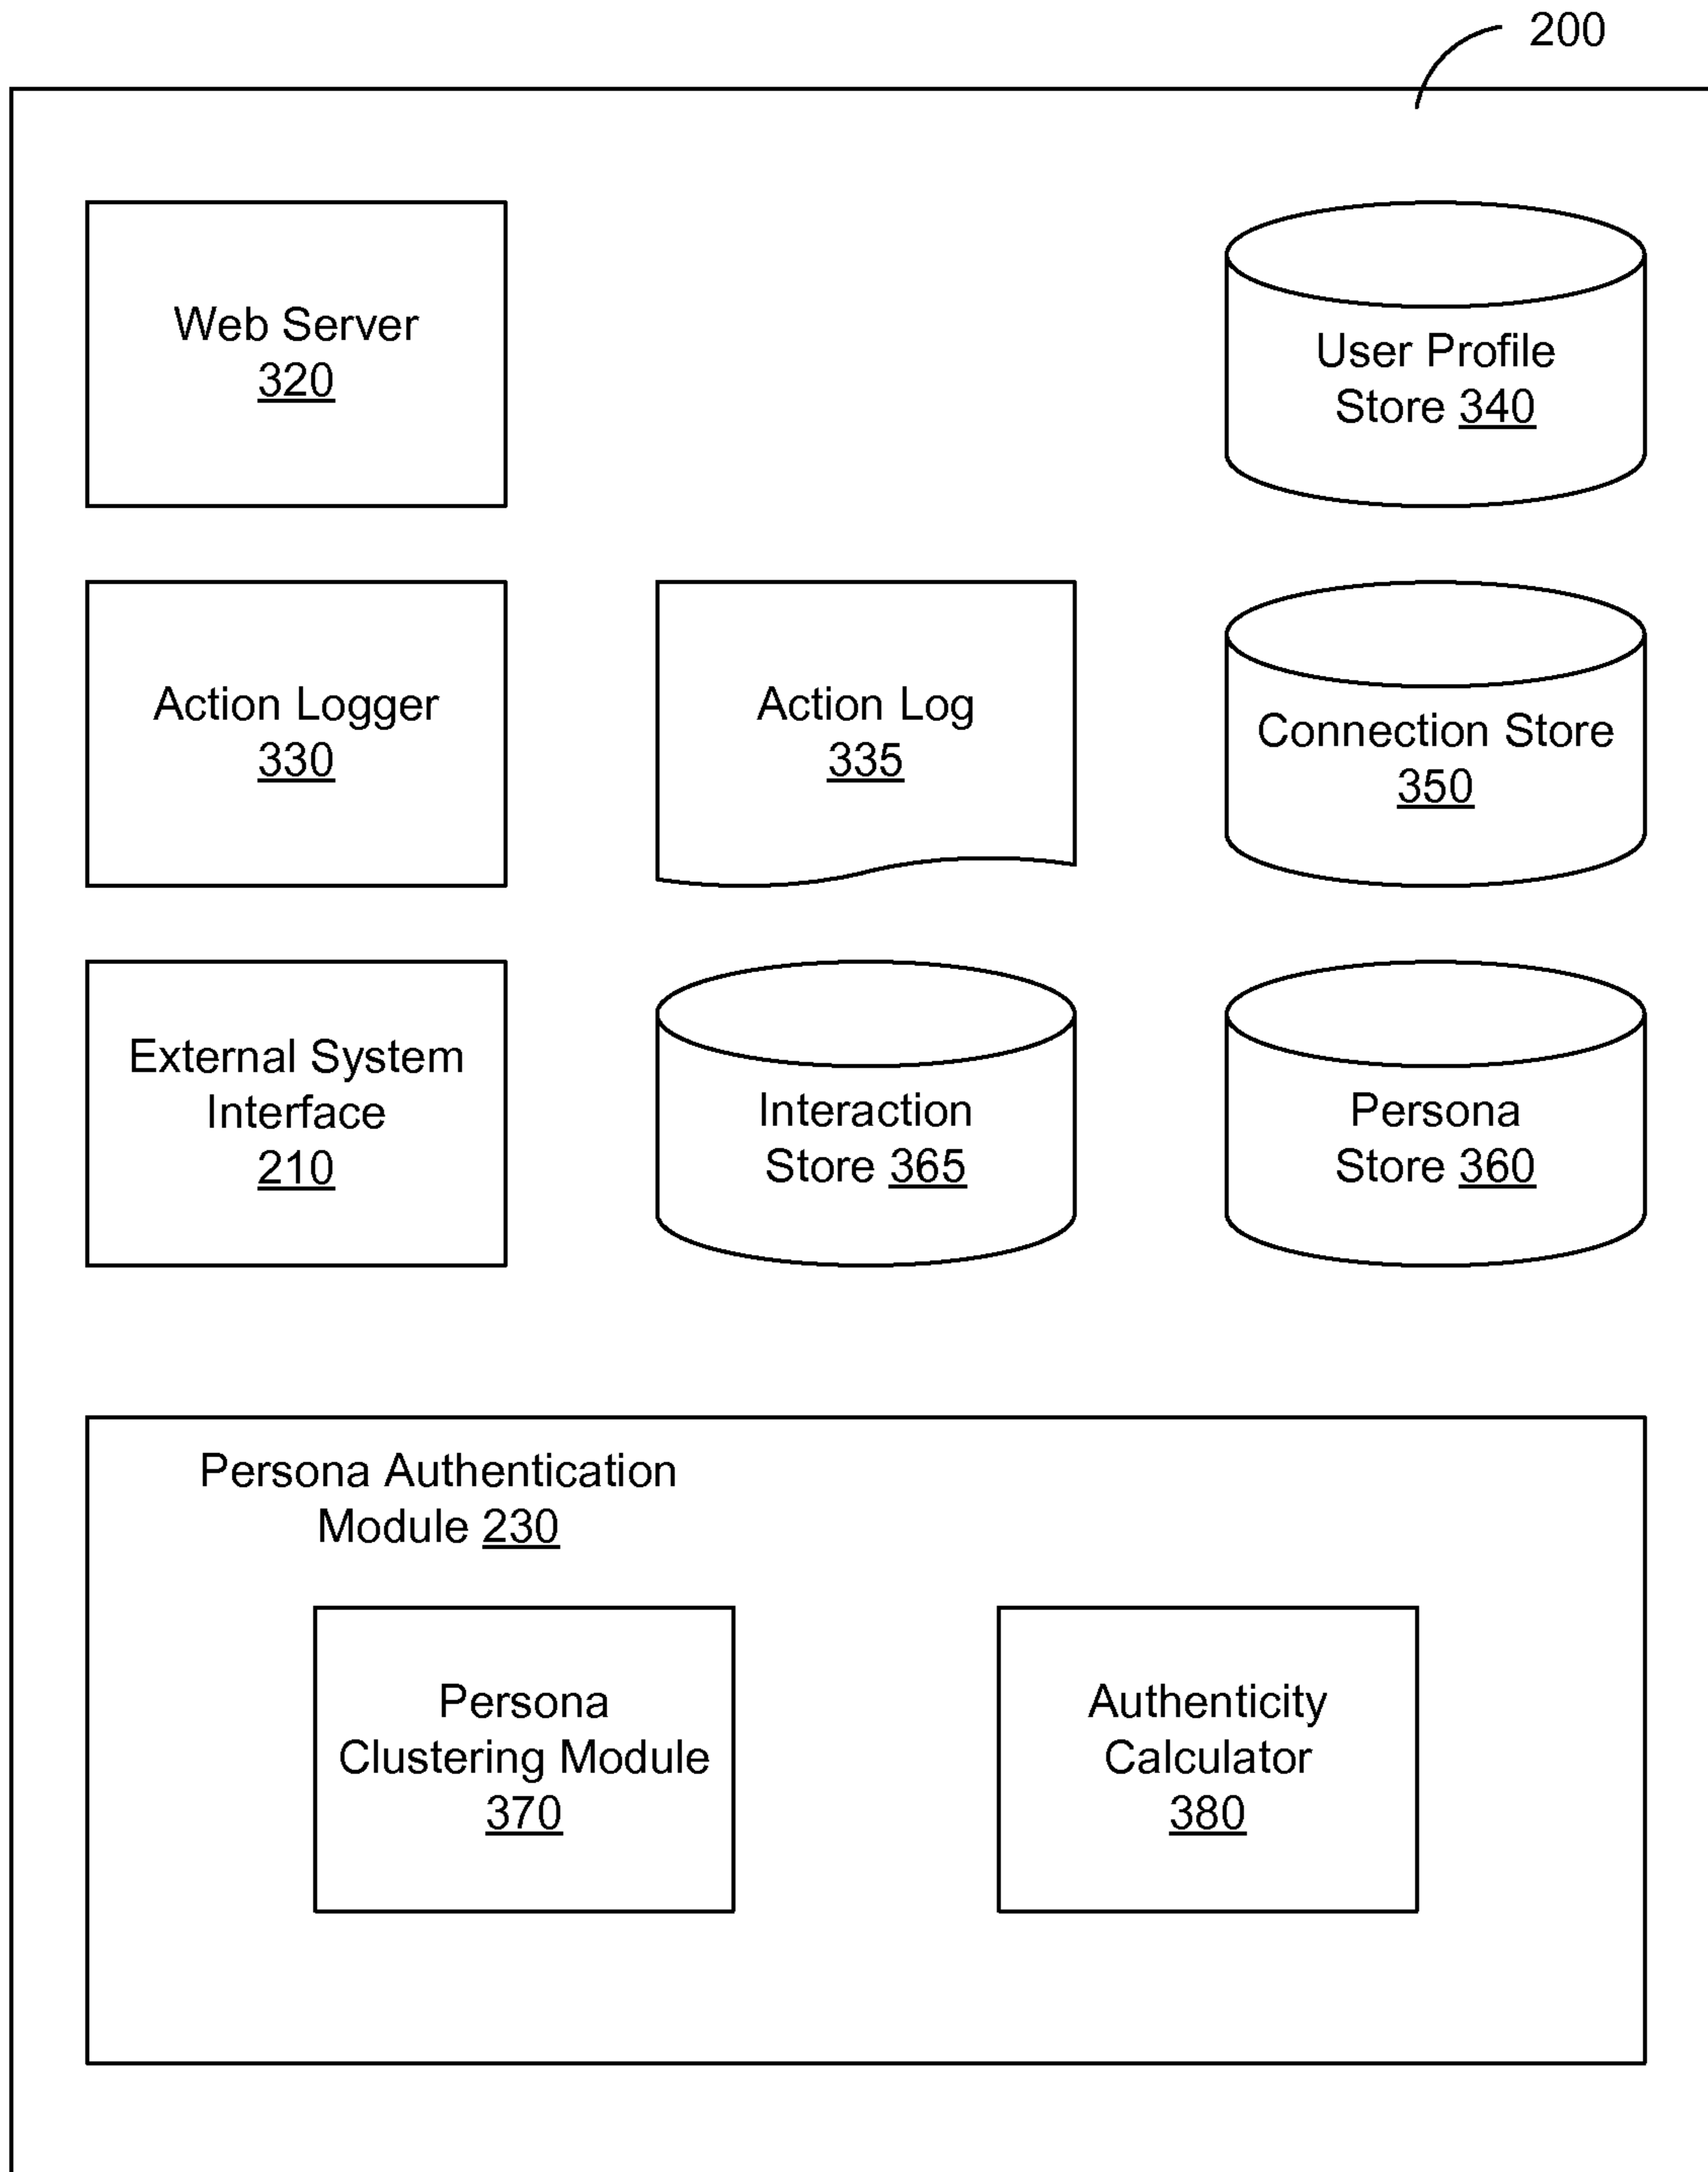 200
Web Server
320
User Profile
Store 340
Action Logger
330
Action Log
335
Connection Store
350
External System
Interface
210
Interaction
Store 365
Persona
Store 360
Persona Authentication
Module 230
Persona
Clustering Module
370
Authenticity
Calculator
380